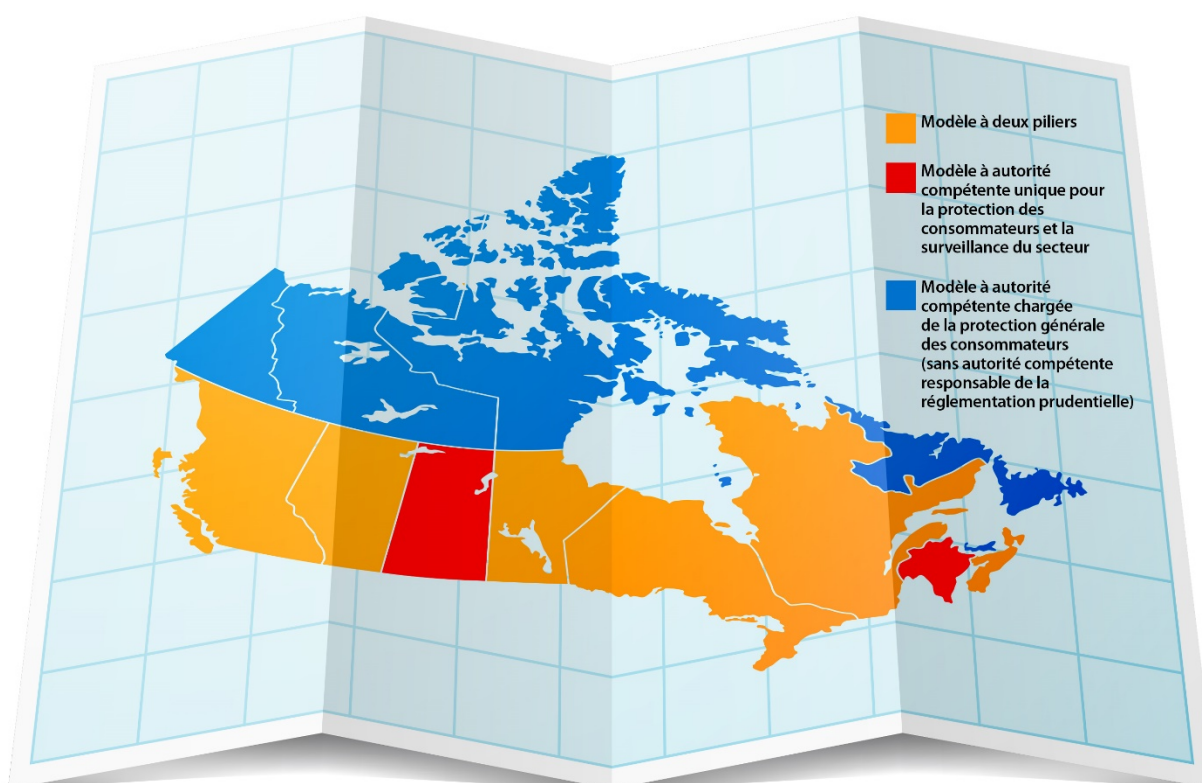 Modèle à deux piliers
Modèle à autorité
compétente unique pour
la protection des
consommateurs et la
surveillance du secteur
Modèle à autorité
compétente chargée
de la protection générale
des consommateurs
(sans autorité compétente
responsable de la
réglementation prudentielle)